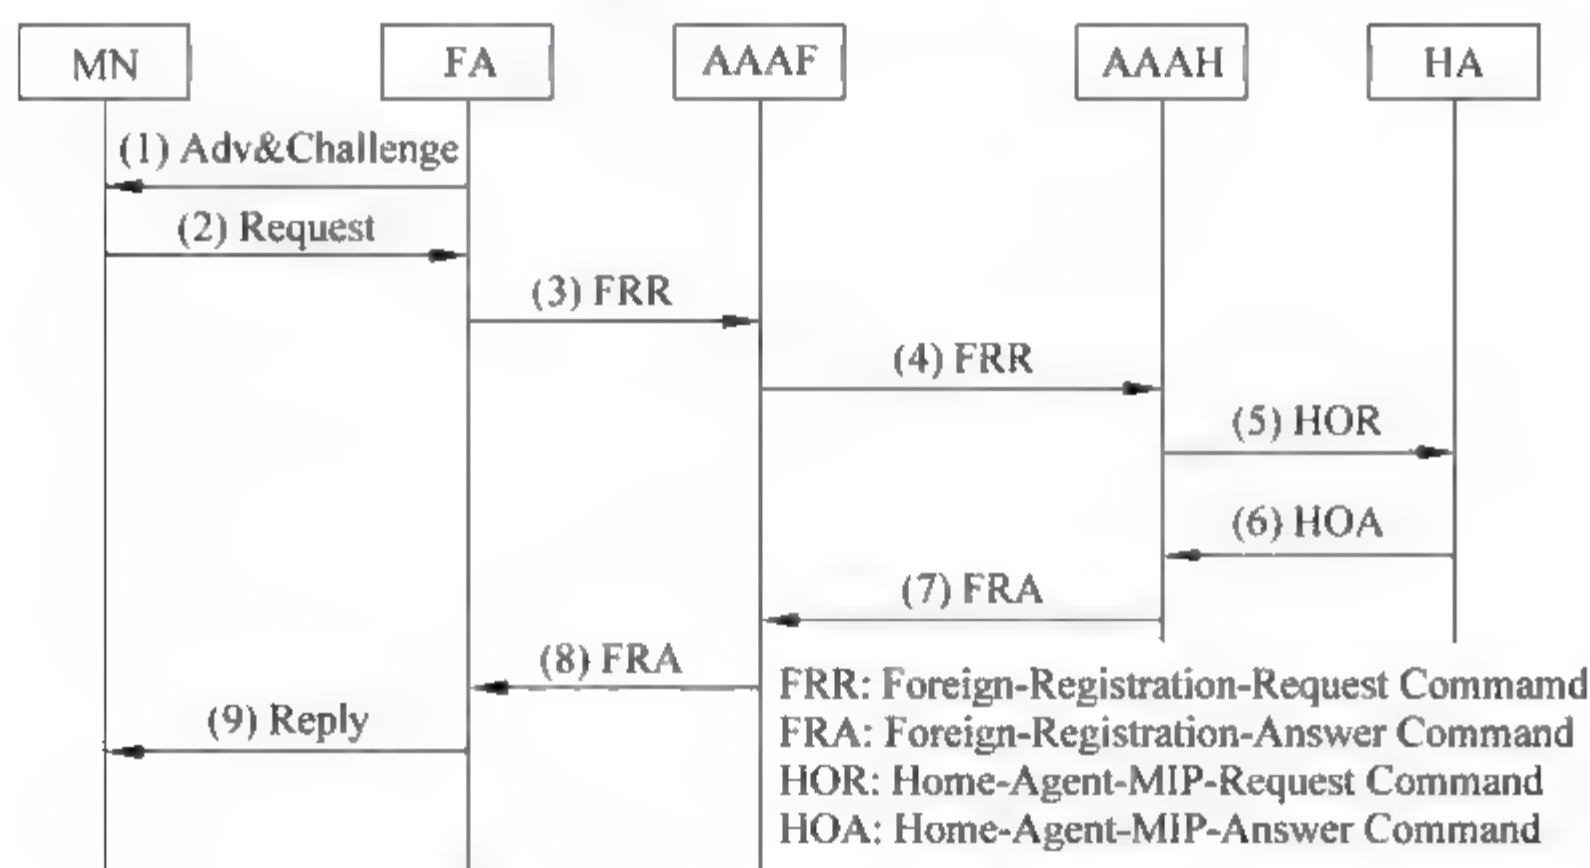 MN FA AAAF AAAH HA
(1) Adv&Challenge
(2) Request
(3) FRR
(4) FRR
(5) HOR
(6) HOA
(7) FRA
(8) FRA
(9) Reply
FRR: Foreign-Registration-Request Commamd
FRA: Foreign-Registration-Answer Command
HOR: Home-Agent-MIP-Request Command
HOA: Home-Agent-MIP-Answer Command